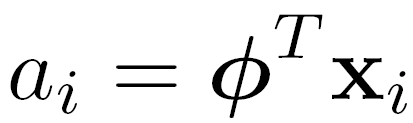 $a_i = \boldsymbol{\phi}^T \mathbf{x}_i$